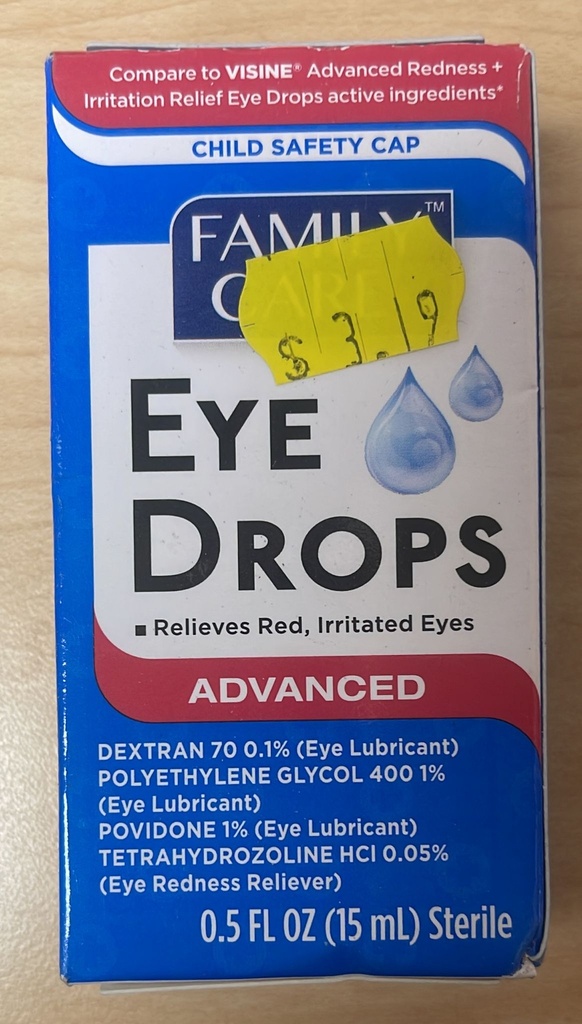 Compare to VISINE® Advanced Redness +
Irritation Relief Eye Drops active ingredients*
CHILD SAFETY CAP
FAMILY™
CARE
$ 3.19
EYE
DROPS
▪ Relieves Red, Irritated Eyes
ADVANCED
DEXTRAN 70 0.1% (Eye Lubricant)
POLYETHYLENE GLYCOL 400 1%
(Eye Lubricant)
POVIDONE 1% (Eye Lubricant)
TETRAHYDROZOLINE HCl 0.05%
(Eye Redness Reliever)
0.5 FL OZ (15 mL) Sterile